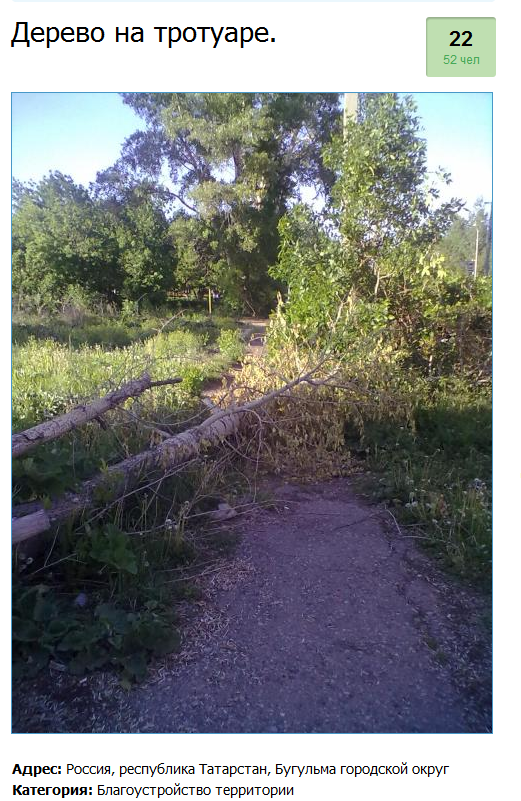 Дерево на тротуаре.
22
52 чел
Адрес: Россия, республика Татарстан, Бугульма городской округ
Категория: Благоустройство территории